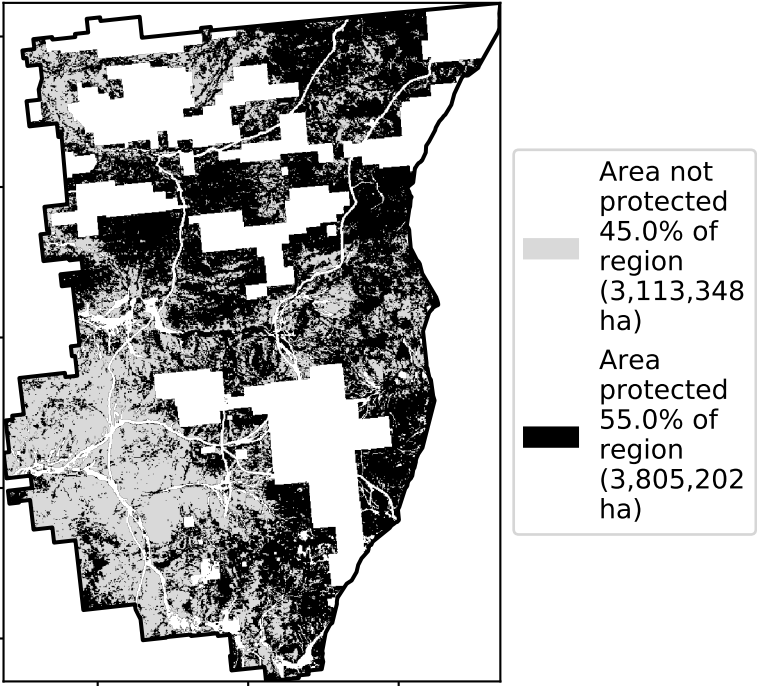 Area not
protected
45.0% of
region
(3,113,348
ha)
Area
protected
55.0% of
region
(3,805,202
ha)